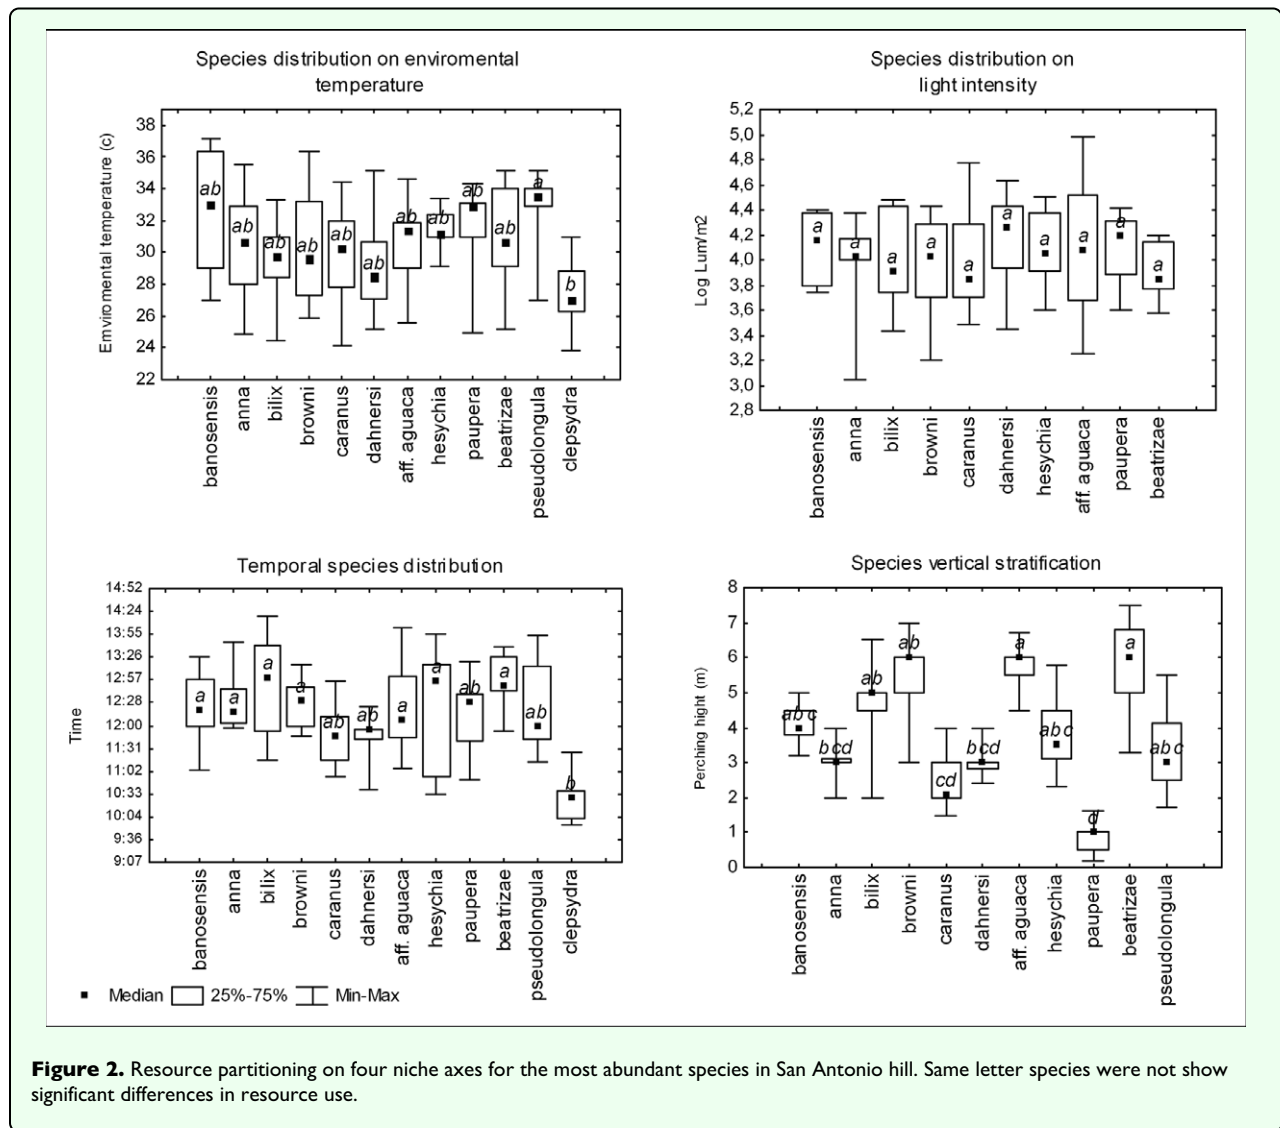 Species distribution on enviromental
temperature
Emviromental temperature (c)
38
36
34
32
30
28
26
24
22
ab
ab
ab
ab
ab
ab
ab
ab
ab
ab
a
b
banosensis
anna
bilix
browni
caranus
dahnersi
aff. aguaca
hesychia
paupera
beatrizae
pseudolongula
clepsydra
Species distribution on
light intensity
Log Lum/m2
5,2
5,0
4,8
4,6
4,4
4,2
4,0
3,8
3,6
3,4
3,2
3,0
2,8
a
a
a
a
a
a
a
a
a
a
banosensis
anna
bilix
browni
caranus
dahnersi
hesychia
aff. aguaca
paupera
beatrizae
Temporal species distribution
Time
14:52
14:24
13:55
13:26
12:57
12:28
12:00
11:31
11:02
10:33
10:04
9:36
9:07
a
a
a
a
ab
ab
a
a
ab
a
ab
b
banosensis
anna
bilix
browni
caranus
dahnersi
aff. aguaca
hesychia
paupera
beatrizae
pseudolongula
clepsydra
Species vertical stratification
Perching hight (m)
8
7
6
5
4
3
2
1
0
abc
bcd
ab
ab
cd
bcd
a
abc
d
a
abc
banosensis
anna
bilix
browni
caranus
dahnersi
aff. aguaca
hesychia
paupera
beatrizae
pseudolongula
Median 25%-75% Min-Max
Figure 2. Resource partitioning on four niche axes for the most abundant species in San Antonio hill. Same letter species were not show
significant differences in resource use.